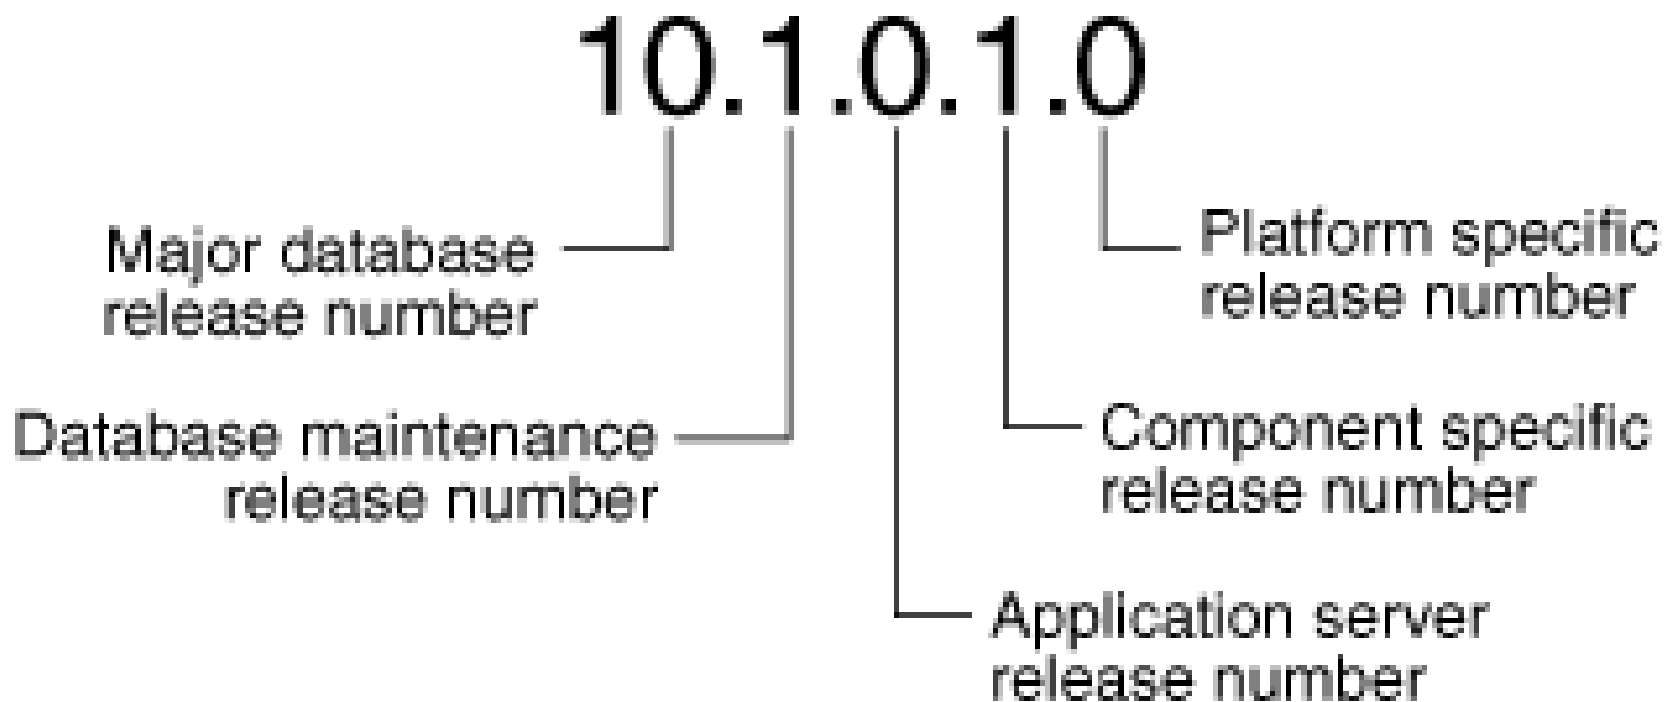 10.1.0.1.0
Major database
release number
Platform specific
release number
Database maintenance
release number
Component specific
release number
Application server
release number